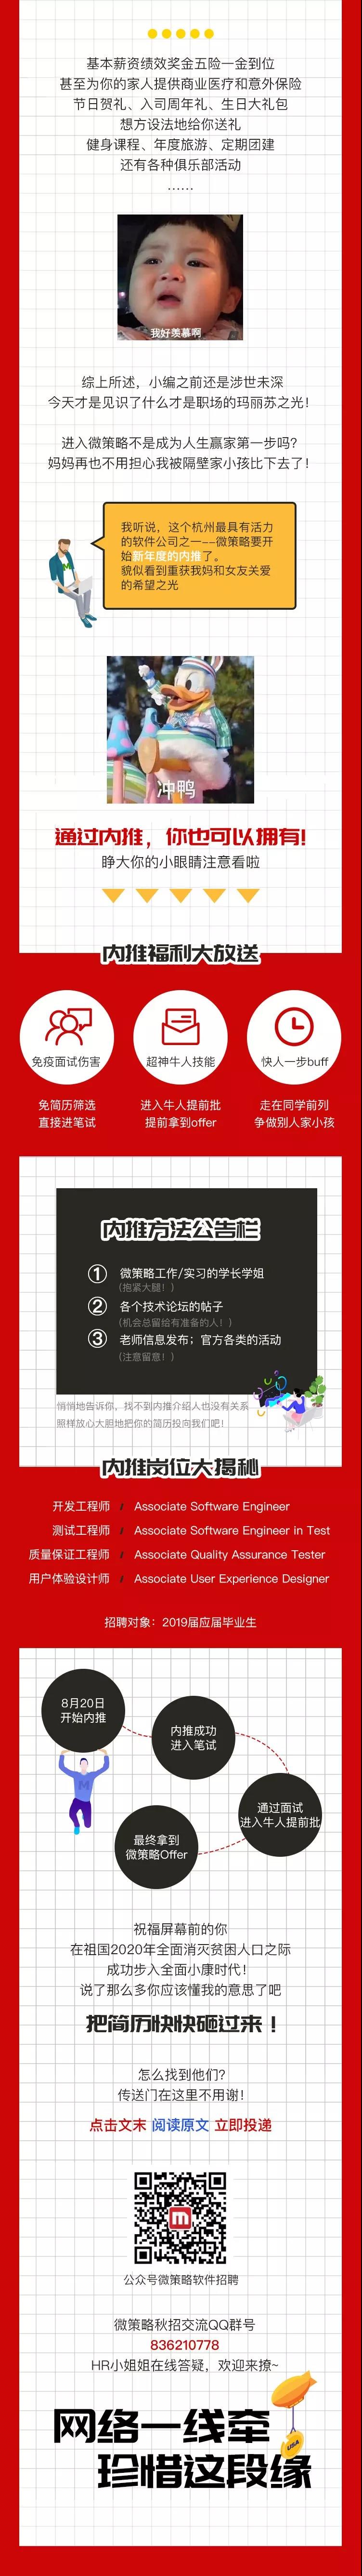 基本薪资绩效奖金五险一金到位
甚至为你的家人提供商业医疗和意外保险
节日贺礼、入司周年礼、生日大礼包
想方设法地给你送礼
健身课程、年度旅游、定期团建
还有各种俱乐部活动
……
我好羡慕啊
综上所述，小编之前还是涉世未深
今天才是见识了什么才是职场的玛丽苏之光！
进入微策略不是成为人生赢家第一步吗？
妈妈再也不用担心我被隔壁家小孩比下去了！
我听说，这个杭州最具有活力
的软件公司之一--微策略要开
始新年度的内推了。
貌似看到重获我妈和女友关爱
的希望之光
M
冲鸭
通过内推，你也可以拥有!
睁大你的小眼睛注意看啦
内推福利大放送
免疫面试伤害
超神牛人技能
快人一步buff
免简历筛选
直接进笔试
进入牛人提前批
提前拿到offer
走在同学前列
争做别人家小孩
内推方法公告栏
① 微策略工作/实习的学长学姐
（抱紧大腿！）
② 各个技术论坛的帖子
（机会总留给有准备的人！）
③ 老师信息发布；官方各类的活动
（注意留意！）
悄悄地告诉你，找不到内推介绍人也没有关系
照样放心大胆地把你的简历投向我们吧！
内推岗位大揭秘
开发工程师 / Associate Software Engineer
测试工程师 / Associate Software Engineer in Test
质量保证工程师 / Associate Quality Assurance Tester
用户体验设计师 / Associate User Experience Designer
招聘对象：2019届应届毕业生
8月20日
开始内推
内推成功
进入笔试
M
通过面试
进入牛人提前批
最终拿到
微策略Offer
祝福屏幕前的你
在祖国2020年全面消灭贫困人口之际
成功步入全面小康时代！
说了那么多你应该懂我的意思了吧
把简历快快砸过来！
怎么找到他们？
传送门在这里不用谢！
点击文末 阅读原文 立即投递
m
公众号微策略软件招聘
微策略秋招交流QQ群号
836210778
HR小姐姐在线答疑，欢迎来撩~
网络一线牵
珍惜这段缘